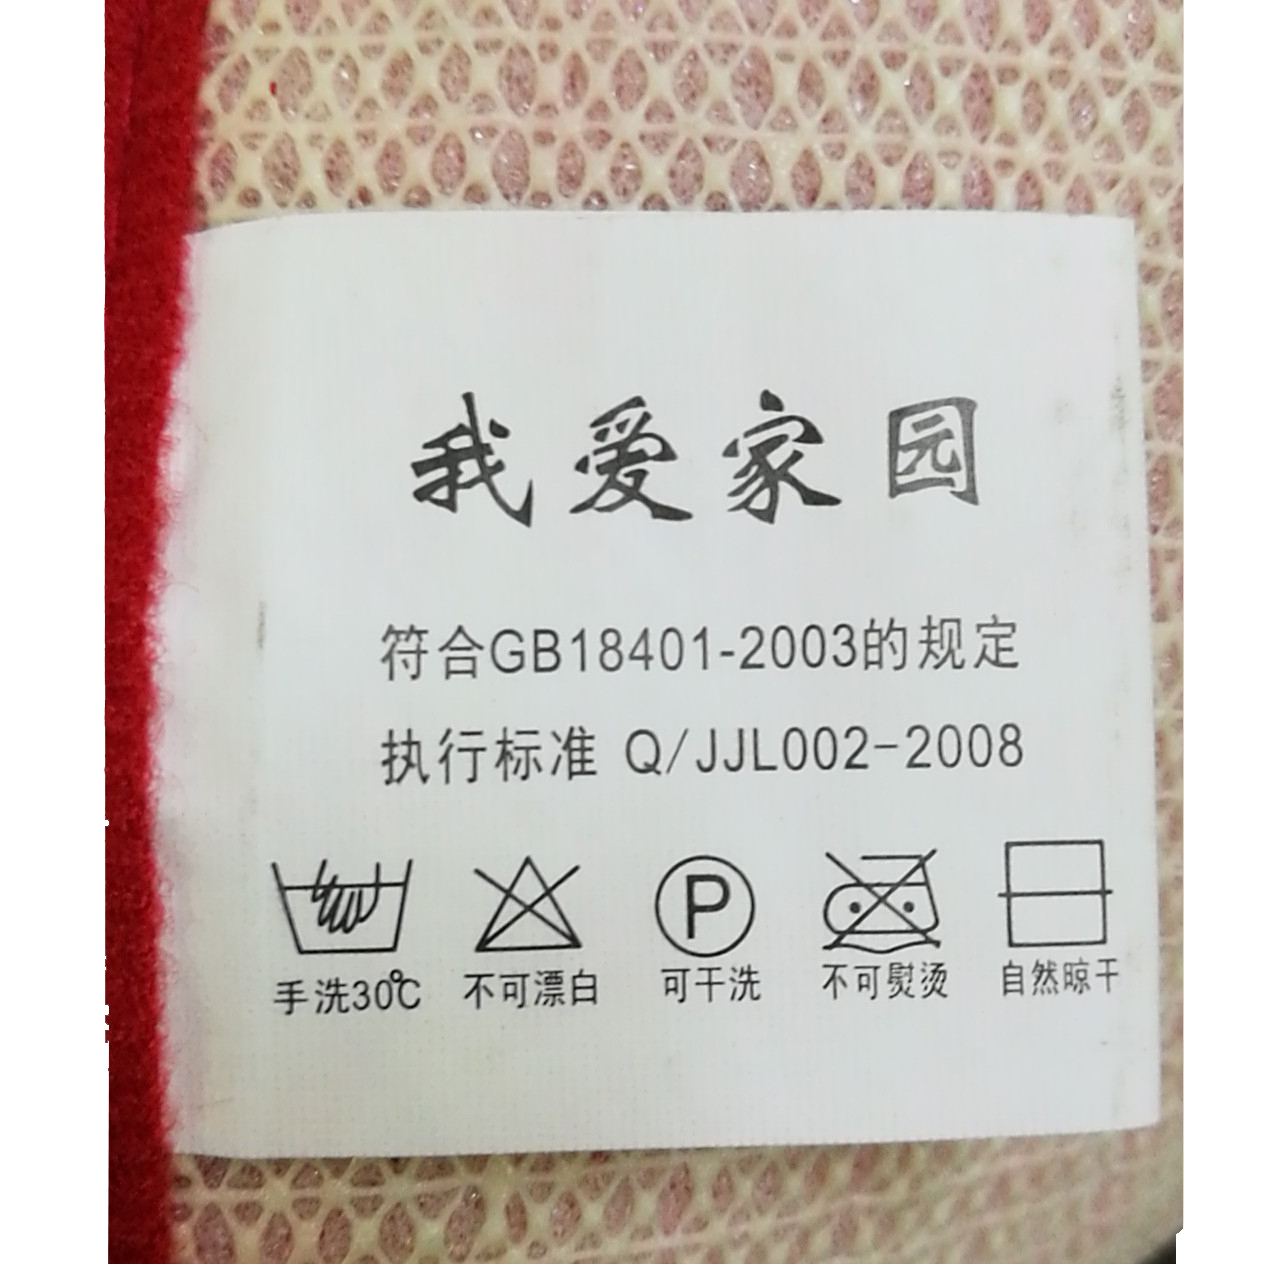 我爱家园
符合GB18401-2003的规定
执行标准 Q/JJL002-2008
P
手洗30℃ 不可漂白 可干洗 不可熨烫 自然晾干